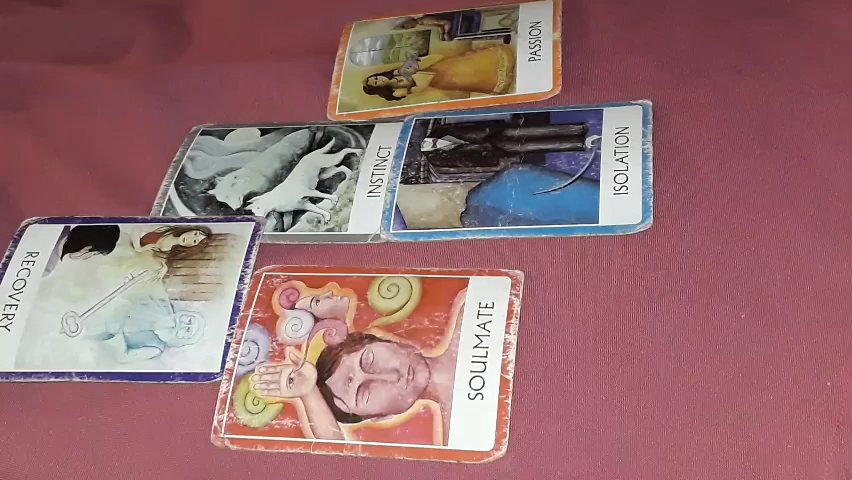 PASSION
INSTINCT
ISOLATION
RECOVERY
SOULMATE